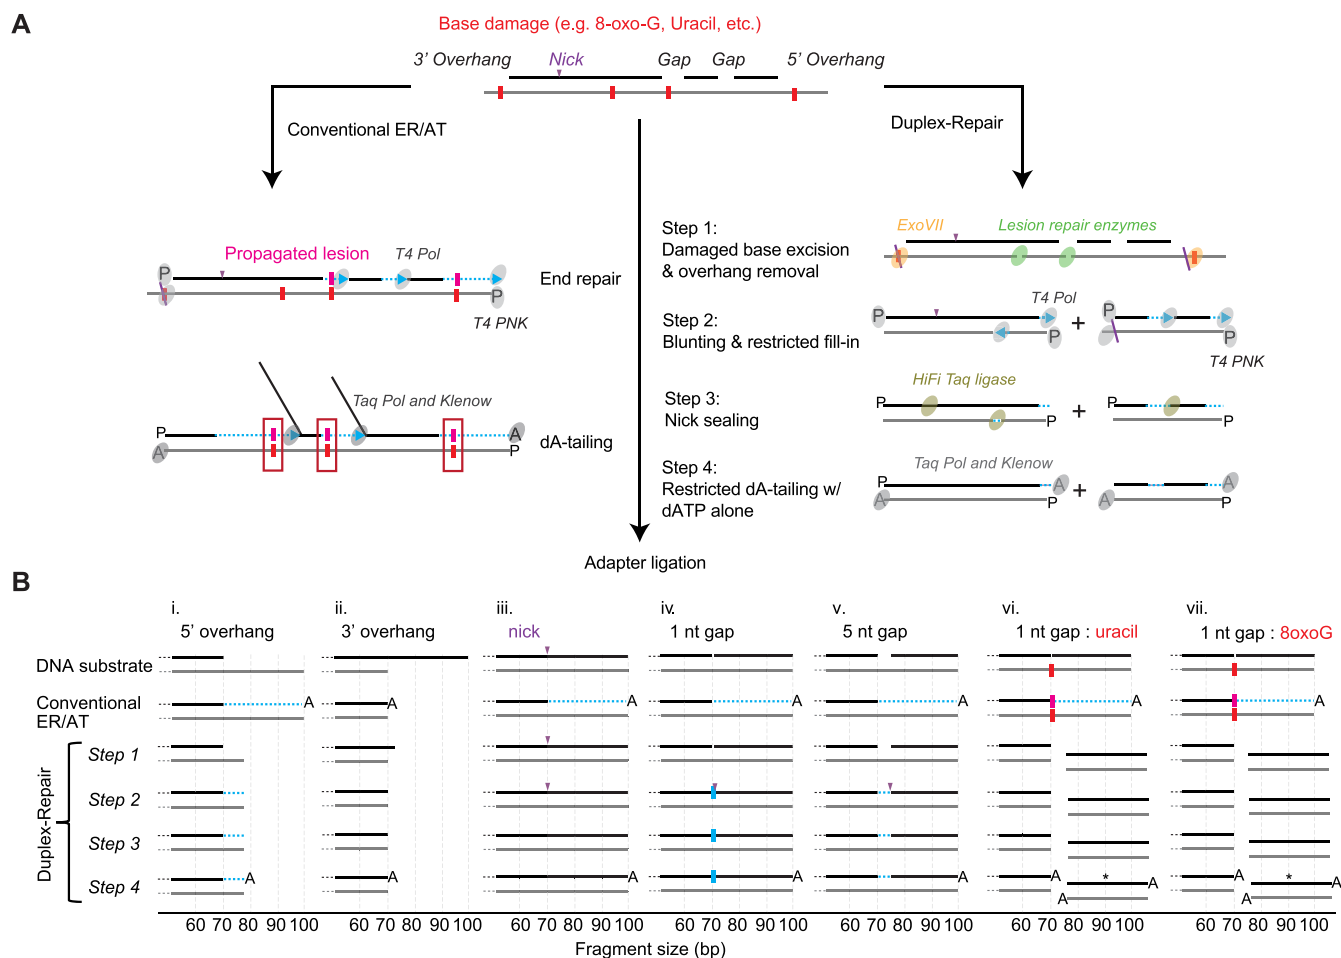 A
Base damage (e.g. 8-oxo-G, Uracil, etc.)
3' Overhang
Nick
Gap
Gap
5' Overhang
Conventional ER/AT
Duplex-Repair
Propagated lesion
T4 Pol
P
P
T4 PNK
End repair
Taq Pol and Klenow
P
A
A
P
dA-tailing
Step 1:
Damaged base excision
& overhang removal
ExoVII
Lesion repair enzymes
Step 2:
Blunting & restricted fill-in
T4 Pol
P
P
+
P
P
T4 PNK
Step 3:
Nick sealing
HiFi Taq ligase
P
P
+
P
P
Step 4:
Restricted dA-tailing w/
dATP alone
Taq Pol and Klenow
P
A
A
P
+
P
A
A
P
Adapter ligation
B
i.
5' overhang
ii.
3' overhang
iii.
nick
iv.
1 nt gap
v.
5 nt gap
vi.
1 nt gap : uracil
vii.
1 nt gap : 8oxoG
DNA substrate
Conventional
ER/AT
A
A
A
A
A
A
A
Duplex-Repair
Step 1
Step 2
Step 3
Step 4
A
A
A
A
A
A
*
A
A
A
*
A
A
60 70 80 90 100
60 70 80 90 100
60 70 80 90 100
60 70 80 90 100
60 70 80 90 100
60 70 80 90 100
60 70 80 90 100
Fragment size (bp)